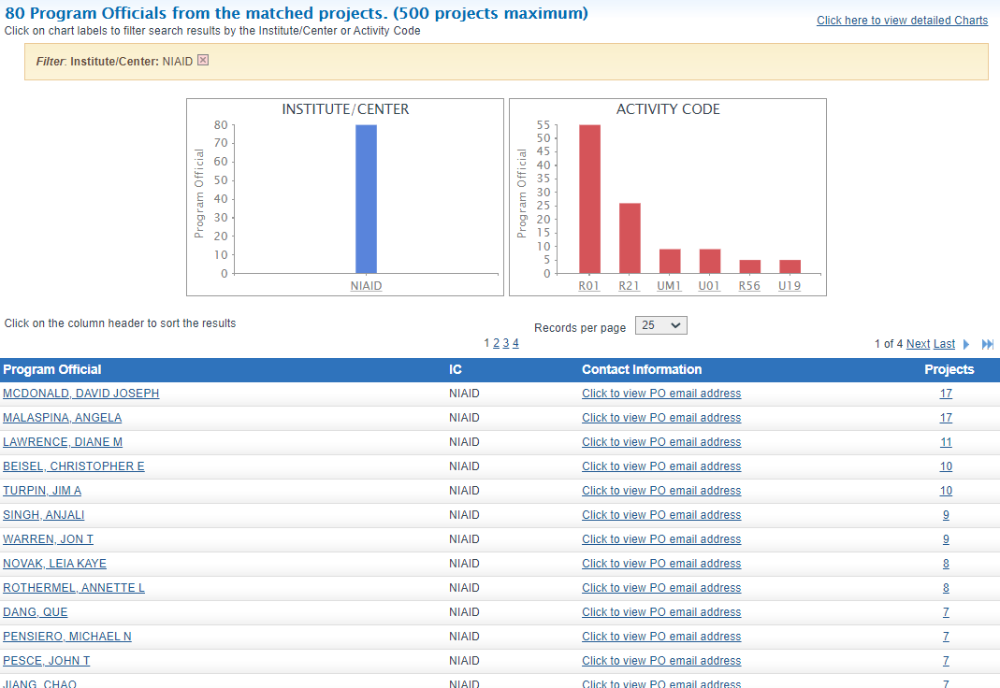 80 Program Officials from the matched projects. (500 projects maximum)
Click here to view detailed Charts
Click on chart labels to filter search results by the Institute/Center or Activity Code
Filter: Institute/Center: NIAID
INSTITUTE/CENTER
Program Official
80
70
60
50
40
30
20
10
0
NIAID
ACTIVITY CODE
Program Official
55
50
45
40
35
30
25
20
15
10
5
0
R01 R21 UM1 U01 R56 U19
Click on the column header to sort the results
Records per page 25
1 2 3 4
1 of 4 Next Last
Program Official IC Contact Information Projects
MCDONALD, DAVID JOSEPH NIAID Click to view PO email address 17
MALASPINA, ANGELA NIAID Click to view PO email address 17
LAWRENCE, DIANE M NIAID Click to view PO email address 11
BEISEL, CHRISTOPHER E NIAID Click to view PO email address 10
TURPIN, JIM A NIAID Click to view PO email address 10
SINGH, ANJALI NIAID Click to view PO email address 9
WARREN, JON T NIAID Click to view PO email address 9
NOVAK, LEIA KAYE NIAID Click to view PO email address 8
ROTHERMEL, ANNETTE L NIAID Click to view PO email address 8
DANG, QUE NIAID Click to view PO email address 7
PENSIERO, MICHAEL N NIAID Click to view PO email address 7
PESCE, JOHN T NIAID Click to view PO email address 7
JIANG, CHAO NIAID Click to view PO email address 7